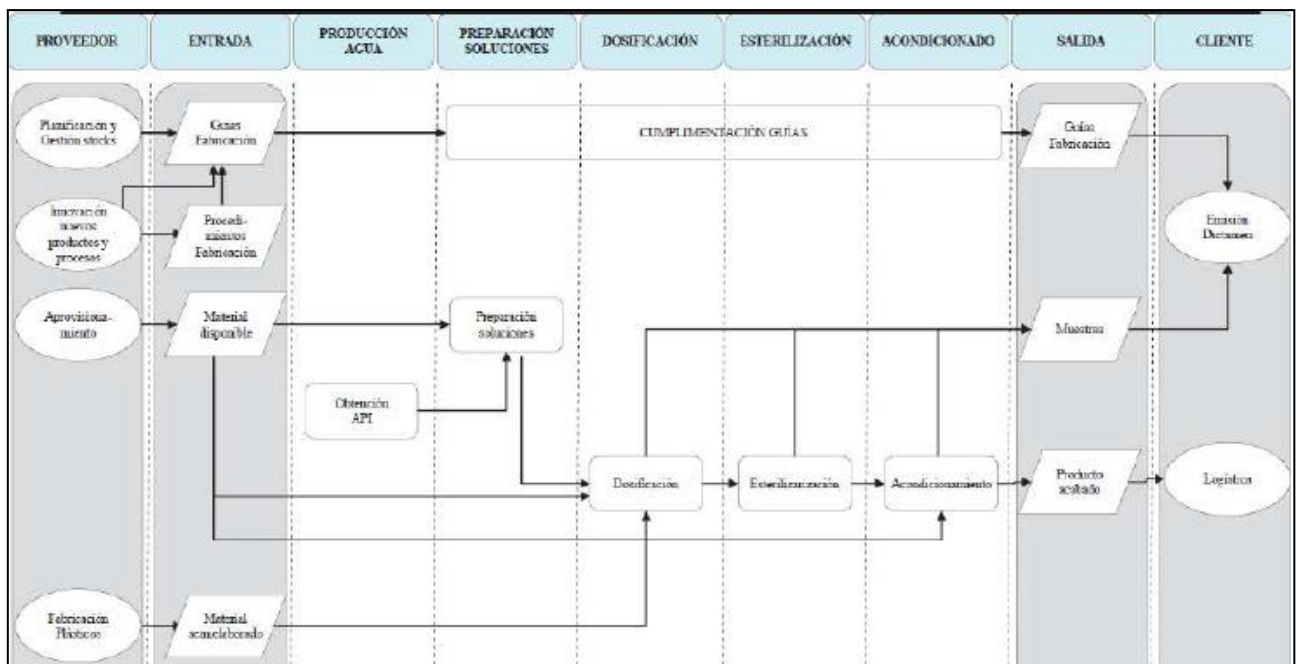 PROVEEDOR
ENTRADA
PRODUCCIÓN
AGUA
PREPARACIÓN
SOLUCIONES
DOSIFICACIÓN
ESTERILIZACIÓN
ACONDICIONADO
SALIDA
CLIENTE
Planificación y
Gestión stocks
Guías
Fabricación
CUMPLIMENTACIÓN GUÍAS
Guías
Fabricación
Innovación
nuevos
productos y
procesos
Procedi-
mientos
Fabricación
Emisión
Dictamen
Aprovisiona-
miento
Material
disponible
Preparación
soluciones
Muestras
Obtención
API
Dosificación
Esterilización
Acondicionamiento
Producto
acabado
Logística
Fabricación
Plásticos
Material
semielaborado